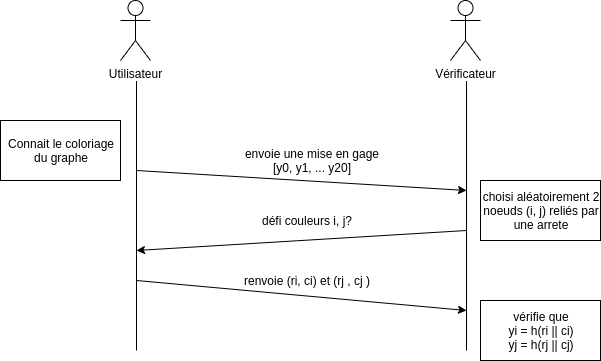 Utilisateur
Vérificateur
Connait le coloriage
du graphe
envoie une mise en gage
[y0, y1, ... y20]
choisi aléatoirement 2
noeuds (i, j) reliés par
une arrete
défi couleurs i, j?
renvoie (ri, ci) et (rj , cj )
vérifie que
yi = h(ri || ci)
yj = h(rj || cj)